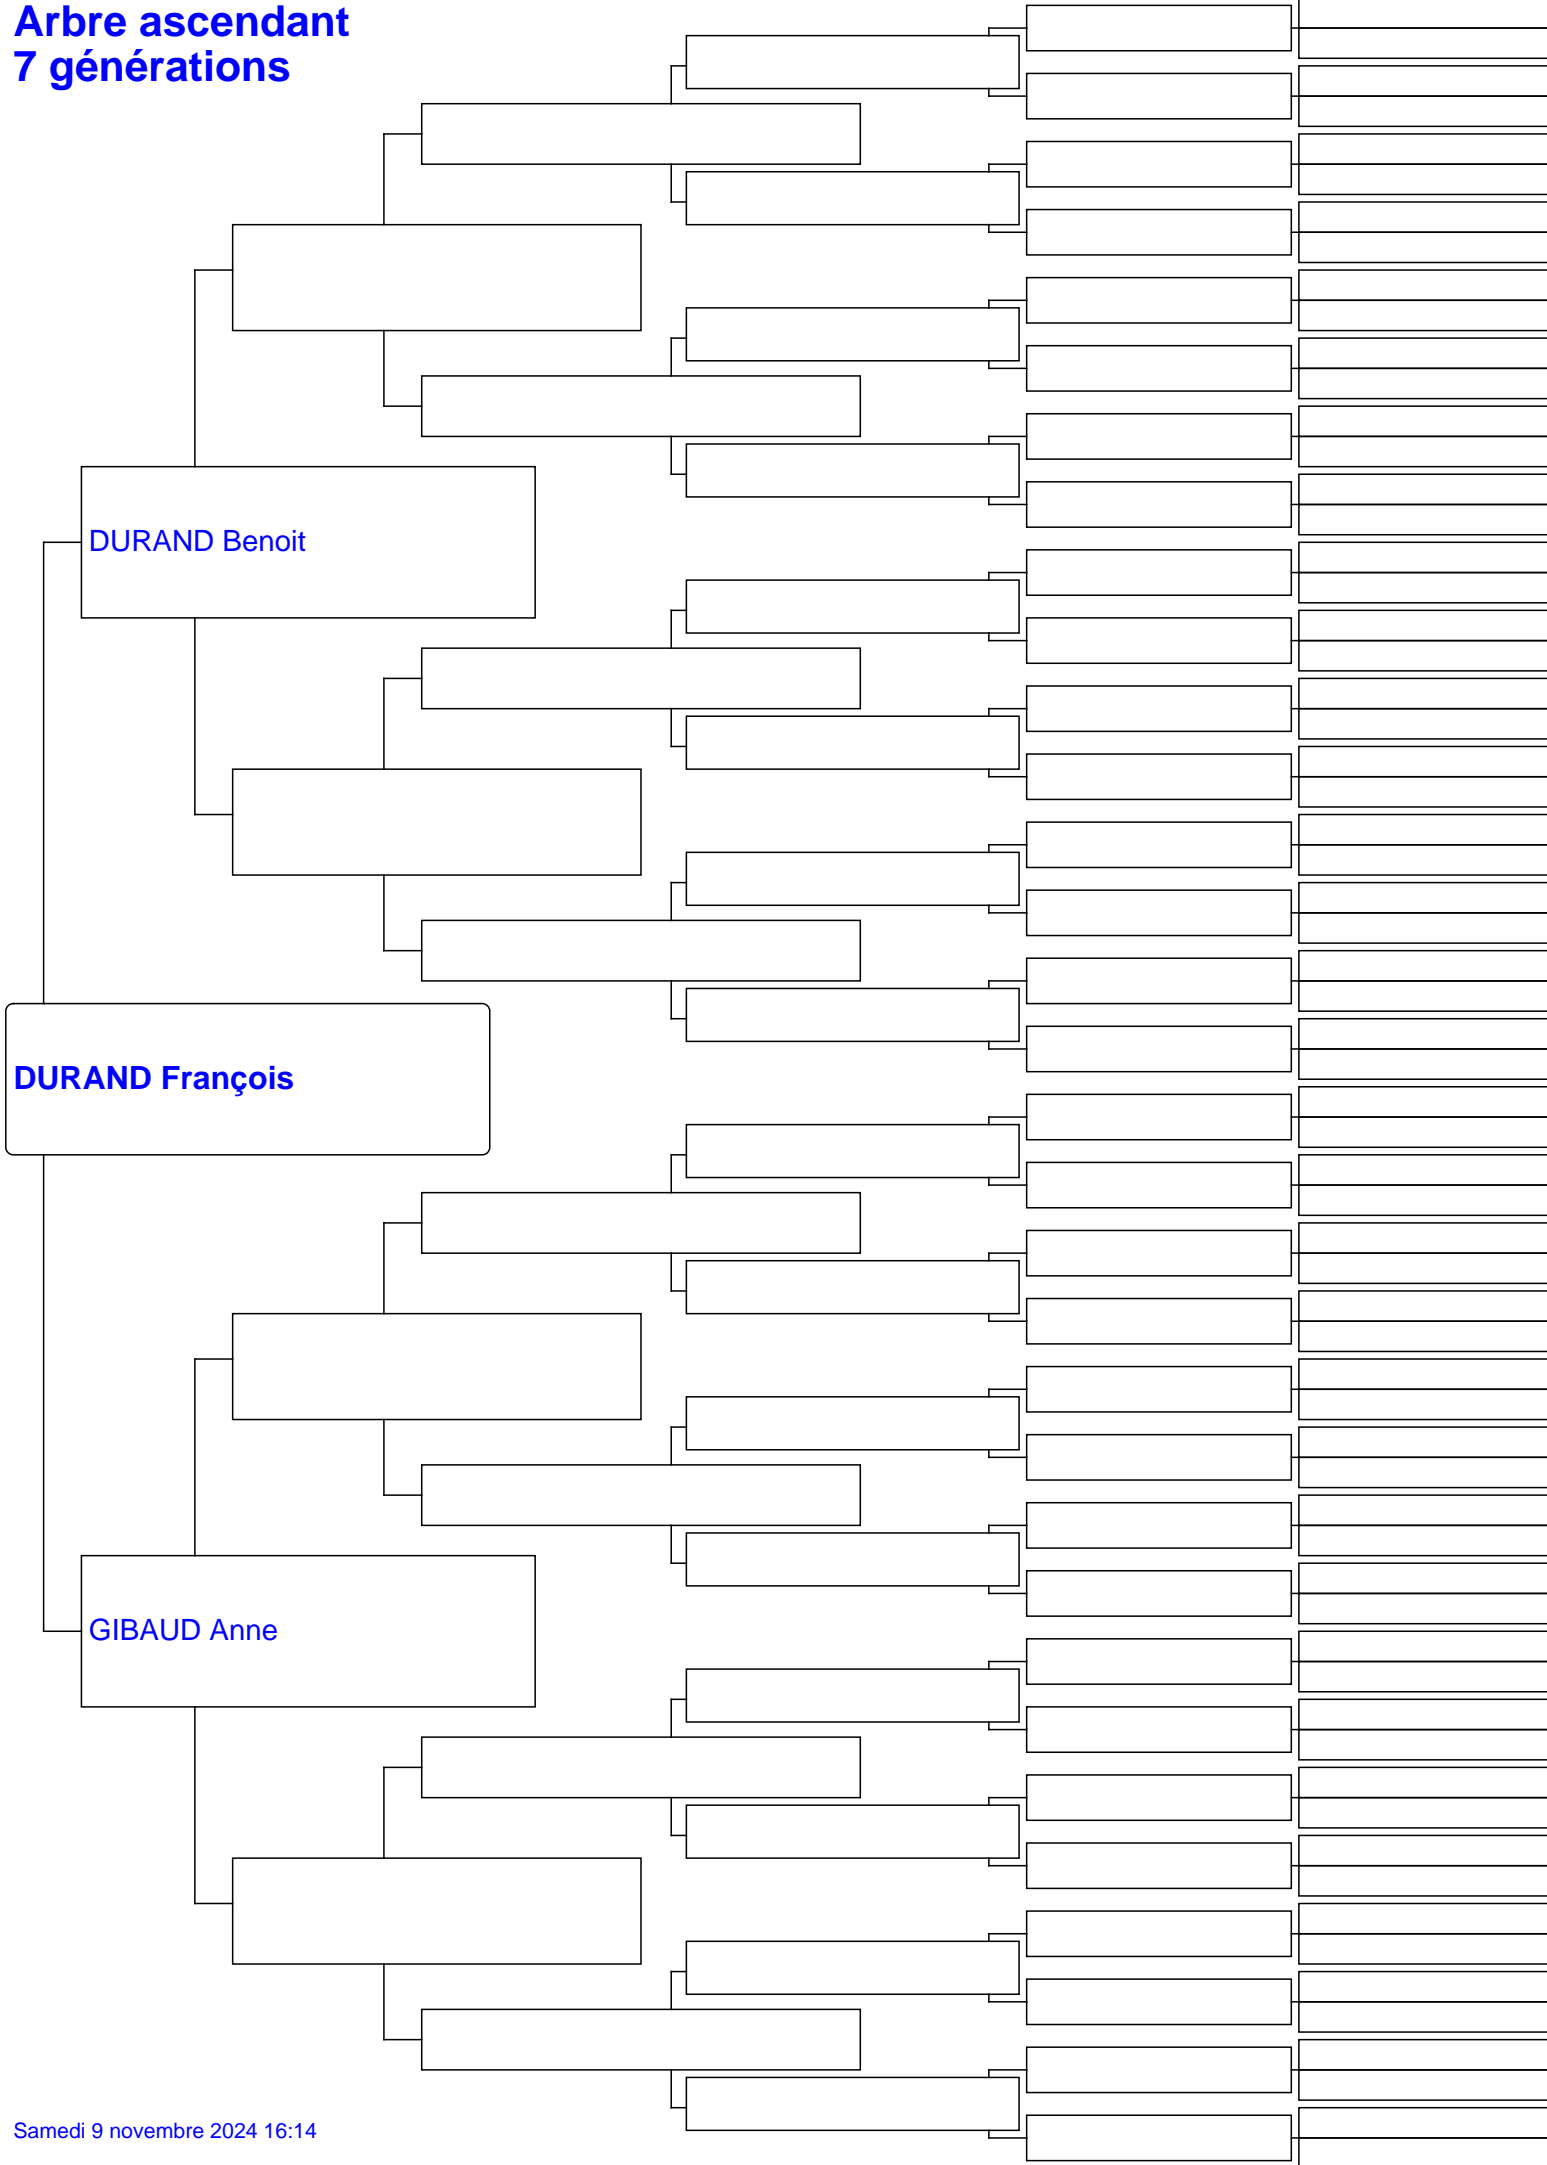 Arbre ascendant
7 générations
DURAND Benoit
DURAND François
GIBAUD Anne
Samedi 9 novembre 2024 16:14